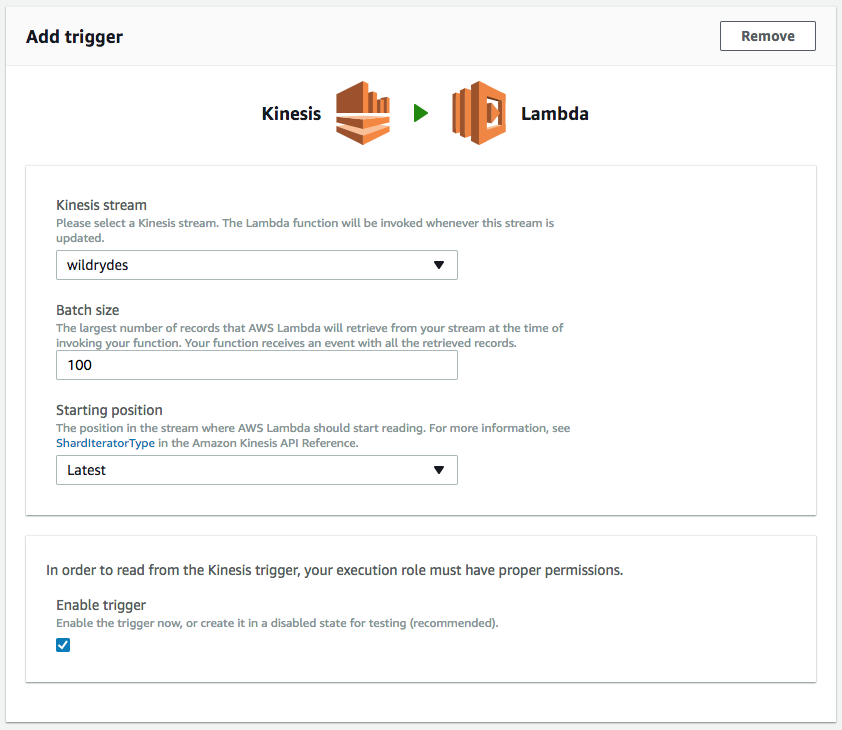 Add trigger
Remove
Kinesis
Lambda
Kinesis stream
Please select a Kinesis stream. The Lambda function will be invoked whenever this stream is
updated.
wildrydes
Batch size
The largest number of records that AWS Lambda will retrieve from your stream at the time of
invoking your function. Your function receives an event with all the retrieved records.
100
Starting position
The position in the stream where AWS Lambda should start reading. For more information, see
ShardIteratorType in the Amazon Kinesis API Reference.
Latest
In order to read from the Kinesis trigger, your execution role must have proper permissions.
Enable trigger
Enable the trigger now, or create it in a disabled state for testing (recommended).